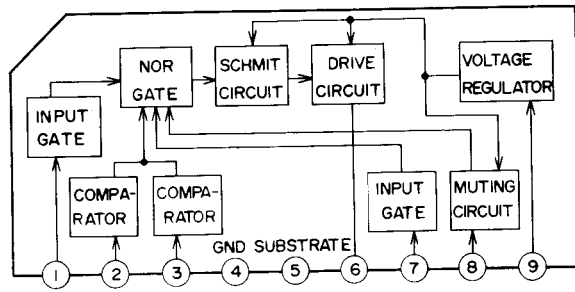 NOR
GATE
SCHMIT
CIRCUIT
DRIVE
CIRCUIT
VOLTAGE
REGULATOR
INPUT
GATE
COMPA-
RATOR
COMPA-
RATOR
INPUT
GATE
MUTING
CIRCUIT
GND SUBSTRATE
1 2 3 4 5 6 7 8 9